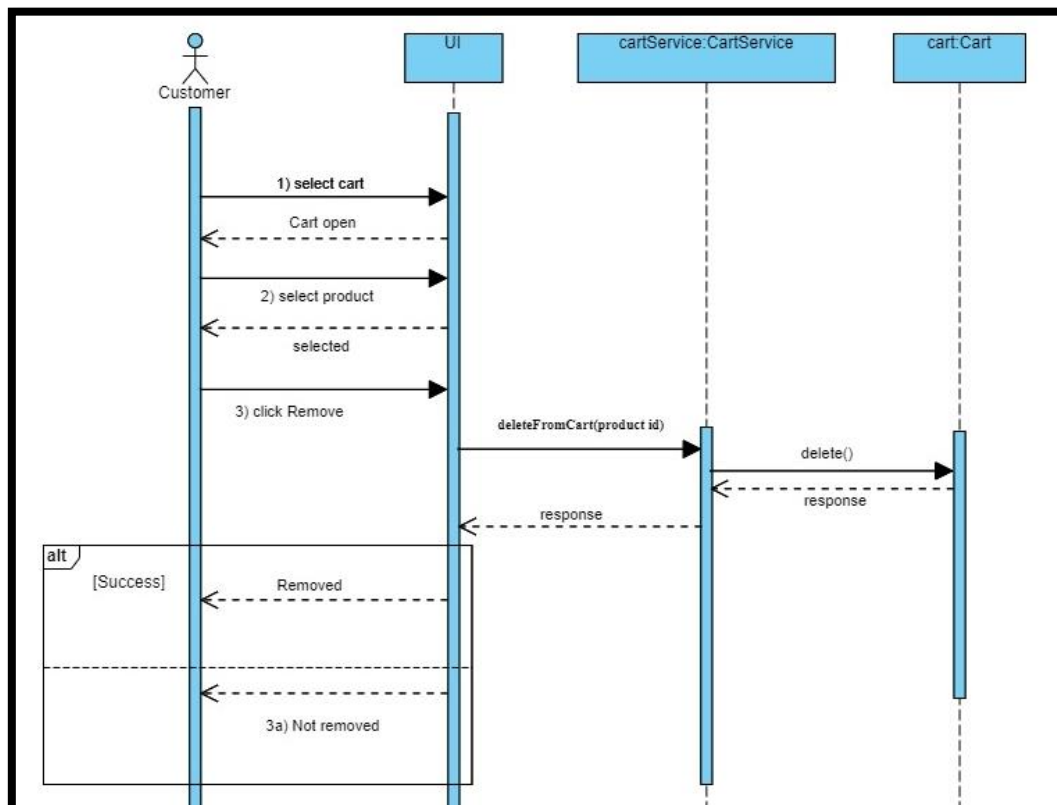 UI
cartService:CartService
cart:Cart
Customer
1) select cart
Cart open
2) select product
selected
3) click Remove
deleteFromCart(product id)
delete()
response
response
alt
[Success]
Removed
3a) Not removed